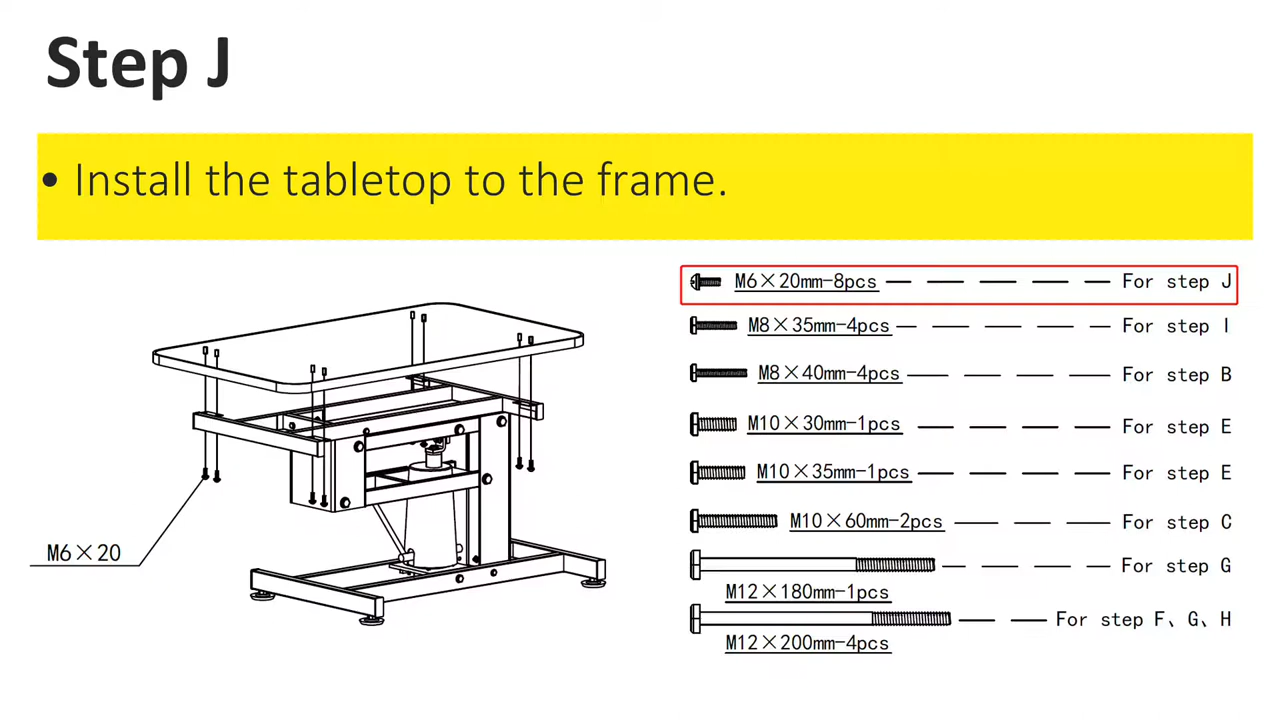 Step J
• Install the tabletop to the frame.
M6×20mm-8pcs For step J
M8×35mm-4pcs For step I
M8×40mm-4pcs For step B
M10×30mm-1pcs For step E
M10×35mm-1pcs For step E
M10×60mm-2pcs For step C
For step G
M12×180mm-1pcs
For step F、G、H
M12×200mm-4pcs
M6×20